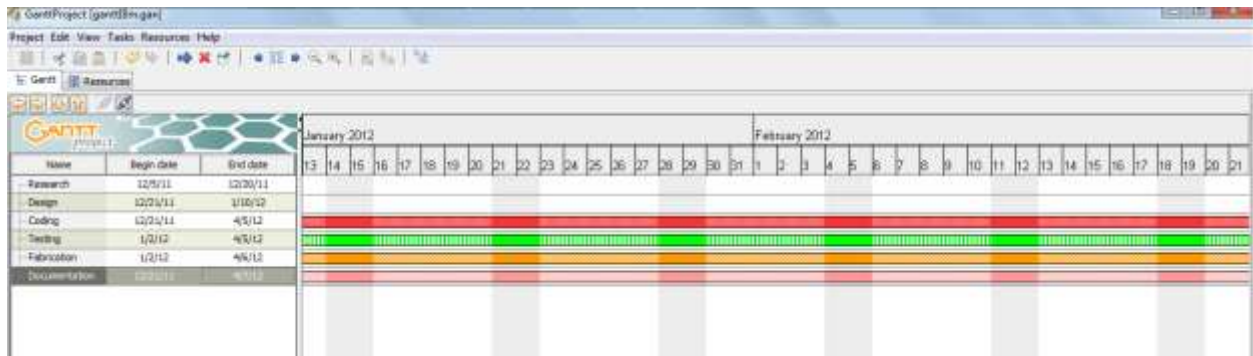 GanttProject [gantt
Project Edit View Tasks Resources Help
Gantt Resources
GANTT
project
January 2012 February 2012
Name Begin date End date 13 14 15 16 17 18 19 20 21 22 23 24 25 26 27 28 29 30 31 1 2 3 4 5 6 7 8 9 10 11 12 13 14 15 16 17 18 19 20 21
Research 12/5/11 12/20/11
Design 12/21/11 1/10/12
Coding 12/21/11 4/5/12
Testing 1/2/12 4/5/12
Fabrication 1/2/12 4/6/12
Documentation